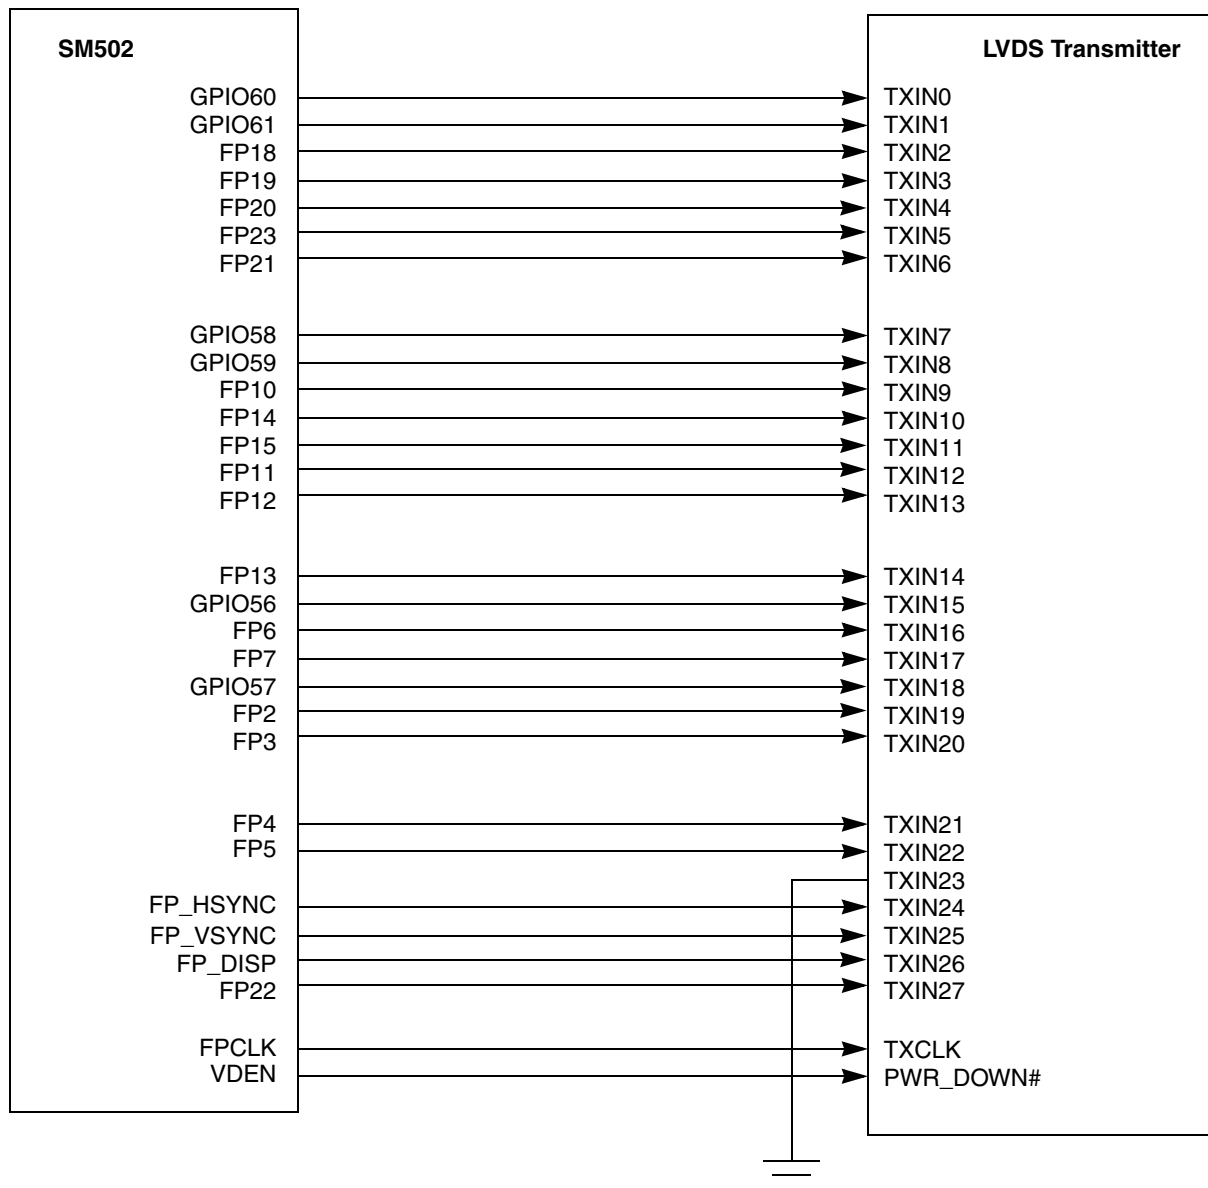 SM502 LVDS Transmitter
GPIO60 TXIN0
GPIO61 TXIN1
FP18 TXIN2
FP19 TXIN3
FP20 TXIN4
FP23 TXIN5
FP21 TXIN6
GPIO58 TXIN7
GPIO59 TXIN8
FP10 TXIN9
FP14 TXIN10
FP15 TXIN11
FP11 TXIN12
FP12 TXIN13
FP13 TXIN14
GPIO56 TXIN15
FP6 TXIN16
FP7 TXIN17
GPIO57 TXIN18
FP2 TXIN19
FP3 TXIN20
FP4 TXIN21
FP5 TXIN22
TXIN23
FP_HSYNC TXIN24
FP_VSYNC TXIN25
FP_DISP TXIN26
FP22 TXIN27
FPCLK TXCLK
VDEN PWR_DOWN#